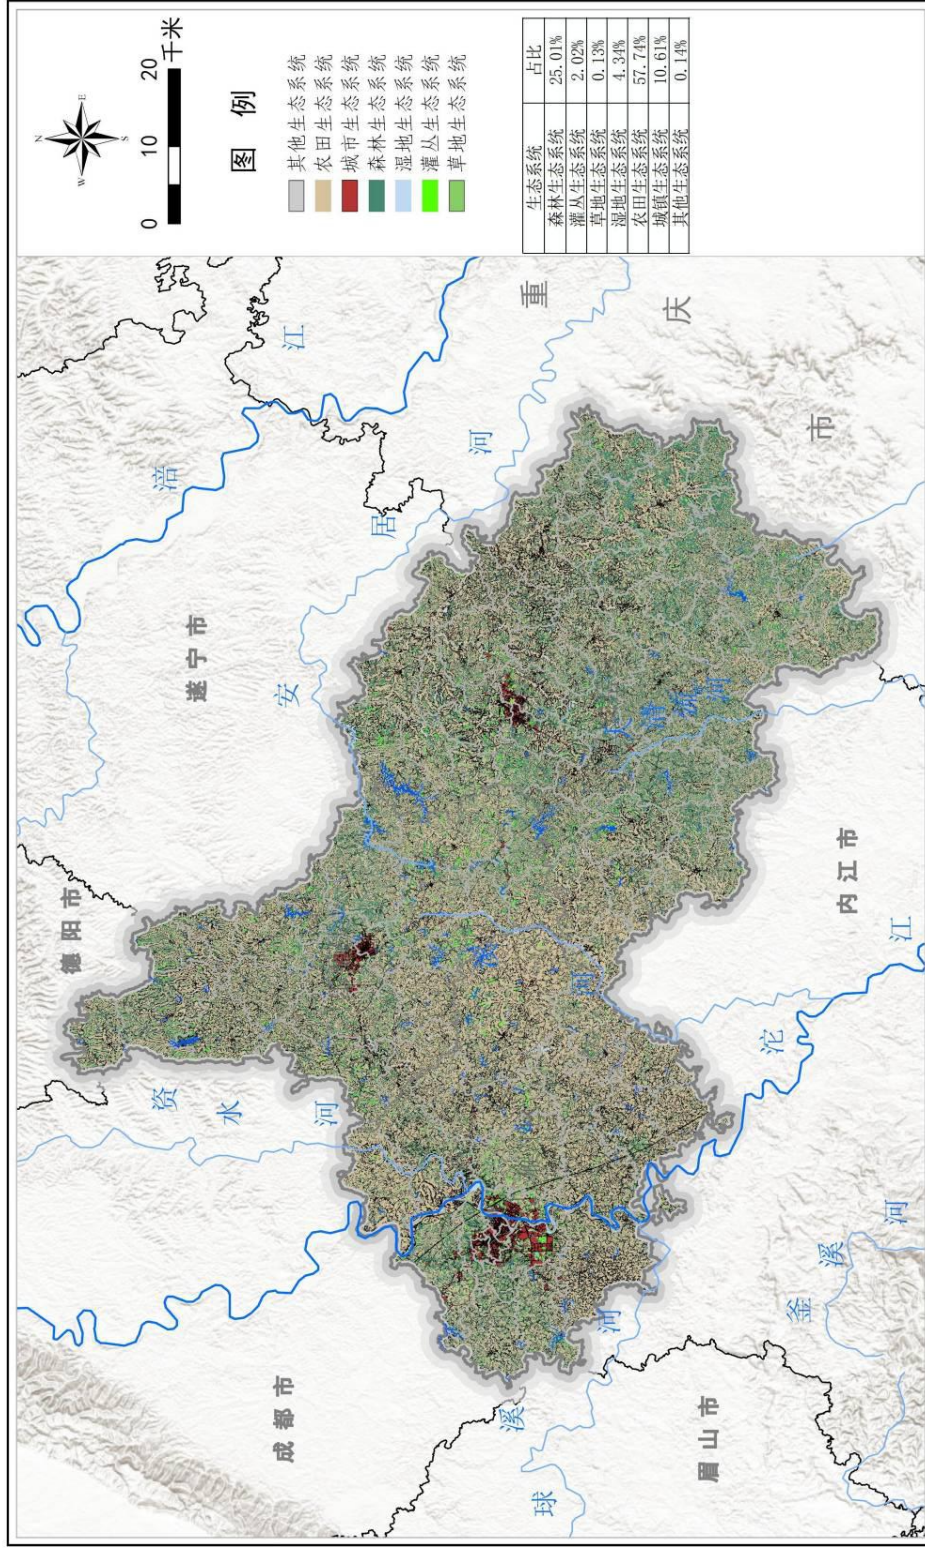 N
E
S
W
0
10
20
千米
图 例
其他生态系统
农田生态系统
城市生态系统
森林生态系统
湿地生态系统
灌丛生态系统
草地生态系统
生态系统 占比
森林生态系统 25.01%
灌丛生态系统 2.02%
草地生态系统 0.13%
湿地生态系统 4.34%
农田生态系统 57.74%
城镇生态系统 10.61%
其他生态系统 0.14%
德阳市
遂宁市
成都市
眉山市
内江市
重庆市
涪江
安居河
资水河
沱江
球溪河
釜溪河
大清流河
河